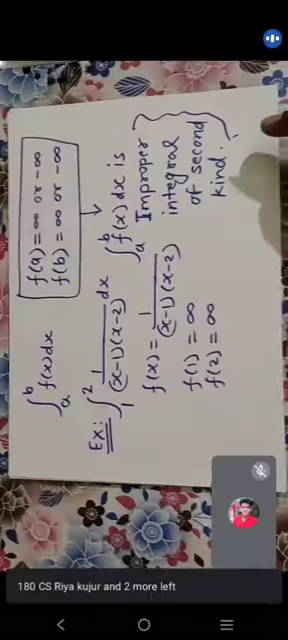 ∫_a^b f(x)dx
f(a) = ∞ or -∞
f(b) = ∞ or -∞
Ex: ∫_1^2 1/((x-1)(x-2)) dx
∫_a^b f(x)dx is
Improper
integral
of second
kind.
f(x) = 1/((x-1)(x-2))
f(1) = ∞
f(2) = ∞
180 CS Riya kujur and 2 more left